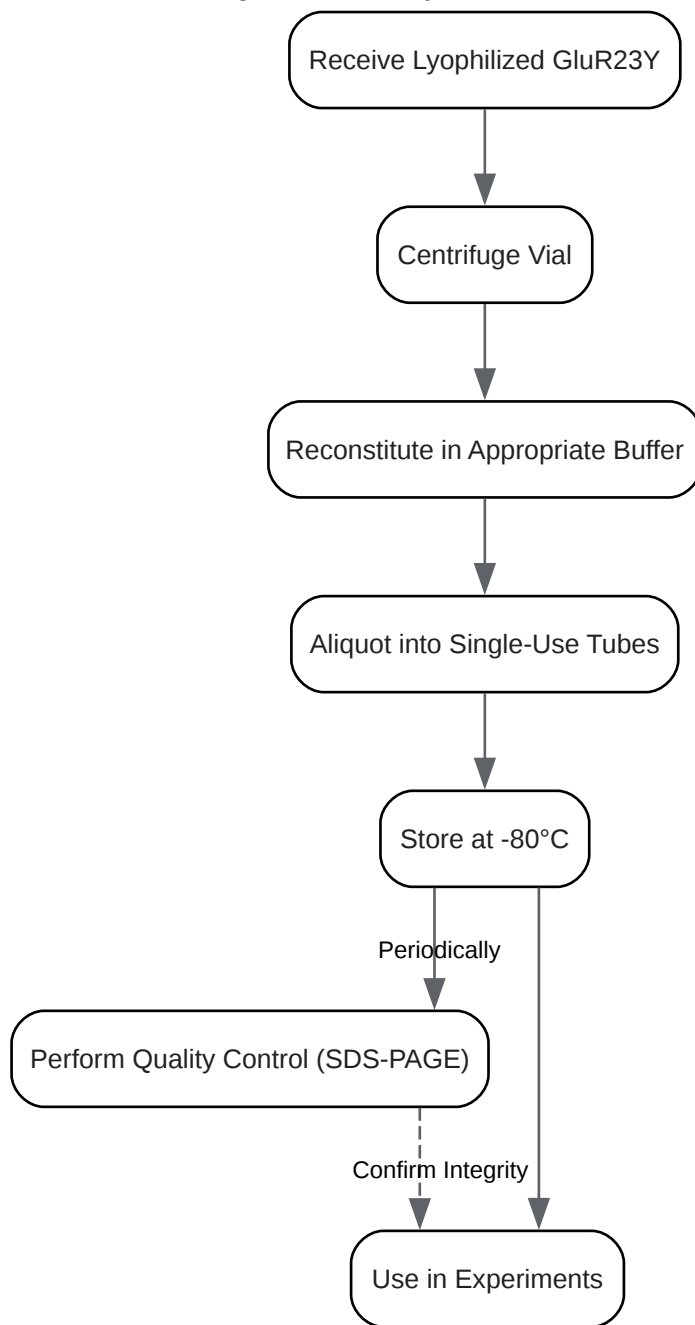 Receive Lyophilized GluR23Y
Centrifuge Vial
Reconstitute in Appropriate Buffer
Aliquot into Single-Use Tubes
Store at -80°C
Periodically
Perform Quality Control (SDS-PAGE)
Confirm Integrity
Use in Experiments